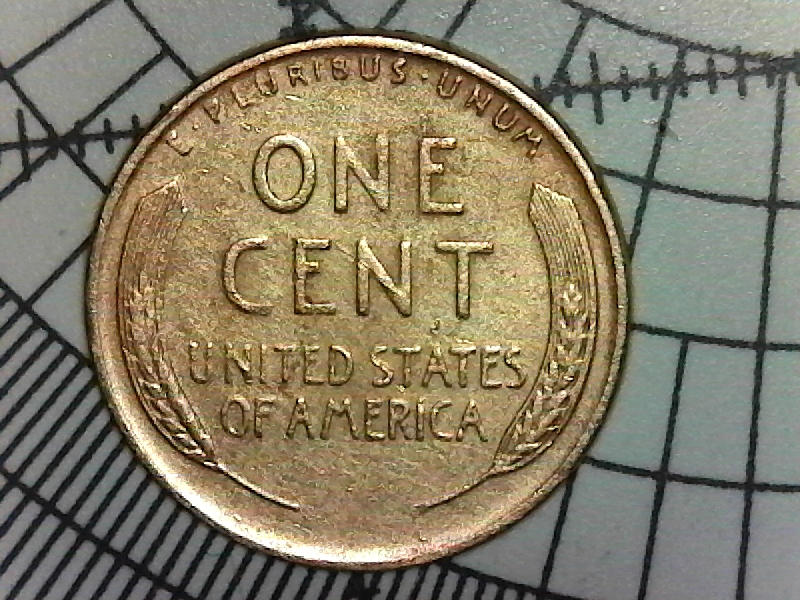 E·PLURIBUS·UNUM
ONE
CENT
UNITED STATES
OF AMERICA